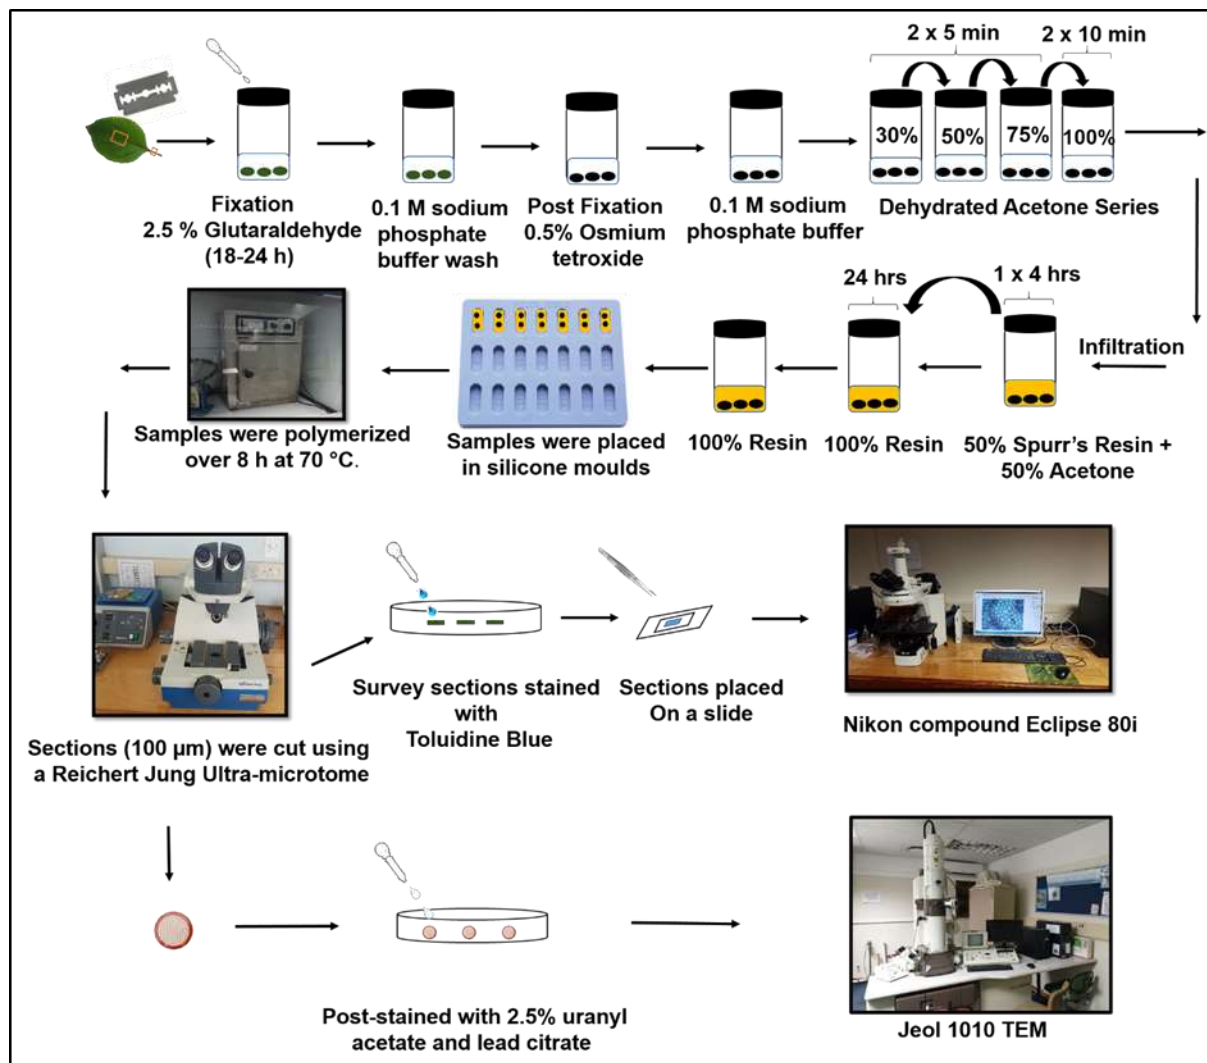 2 x 5 min
2 x 10 min
30%
50%
75%
100%
Fixation
2.5 % Glutaraldehyde
(18-24 h)
0.1 M sodium
phosphate
buffer wash
Post Fixation
0.5% Osmium
tetroxide
0.1 M sodium
phosphate buffer
Dehydrated Acetone Series
24 hrs
1 x 4 hrs
Infiltration
50% Spurr's Resin +
50% Acetone
100% Resin
100% Resin
Samples were placed
in silicone moulds
Samples were polymerized
over 8 h at 70 °C.
Sections (100 µm) were cut using
a Reichert Jung Ultra-microtome
Survey sections stained
with
Toluidine Blue
Sections placed
On a slide
Nikon compound Eclipse 80i
Post-stained with 2.5% uranyl
acetate and lead citrate
Jeol 1010 TEM